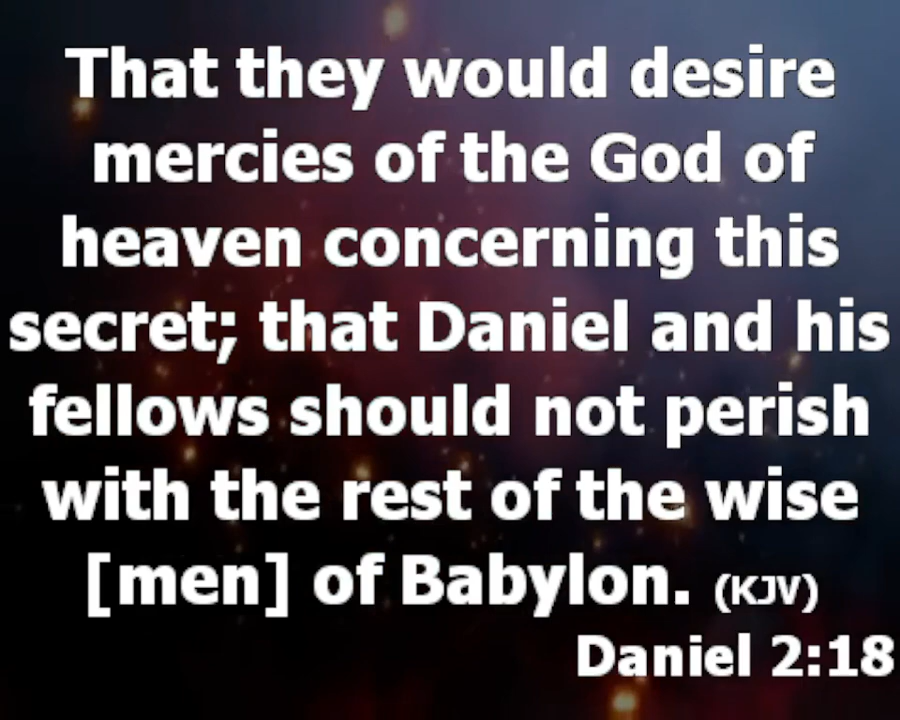 That they would desire
mercies of the God of
heaven concerning this
secret; that Daniel and his
fellows should not perish
with the rest of the wise
[men] of Babylon. (KJV)
Daniel 2:18